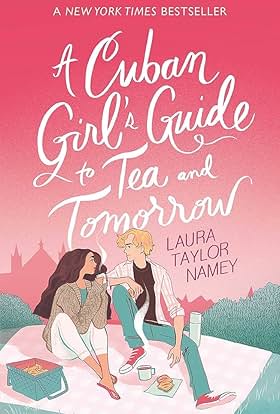 A NEW YORK TIMES BESTSELLER
A Cuban
Girl's Guide
to Tea and
Tomorrow
LAURA
TAYLOR
NAMEY